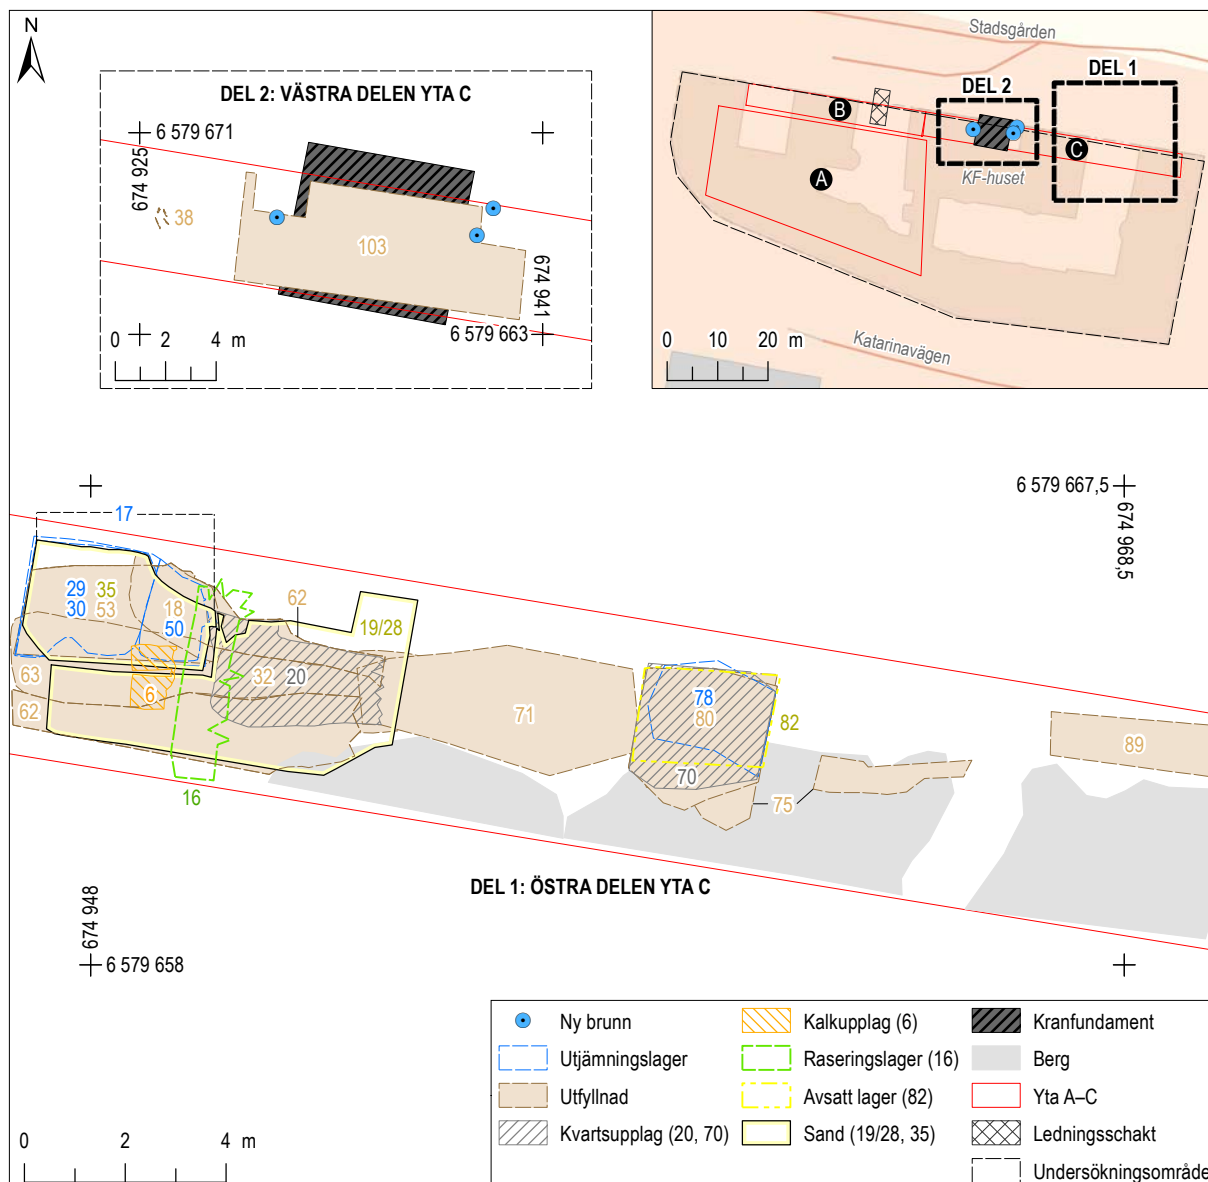 N
DEL 2: VÄSTRA DELEN YTA C
6 579 671
674 925
38
103
674 941
6 579 663
0 2 4 m
Stadsgården
DEL 1
DEL 2
B
C
A
KF-huset
0 10 20 m
Katarinavägen
6 579 667,5
674 968,5
17
29 35
30 53
18
50
62
19/28
63
62
6
32 20
71
78
80
82
70
75
89
16
DEL 1: ÖSTRA DELEN YTA C
674 948
6 579 658
0 2 4 m
Ny brunn
Utjämningslager
Utfyllnad
Kvartsupplag (20, 70)
Kalkupplag (6)
Raseringslager (16)
Avsatt lager (82)
Sand (19/28, 35)
Kranfundament
Berg
Yta A–C
Ledningsschakt
Undersökningsområde